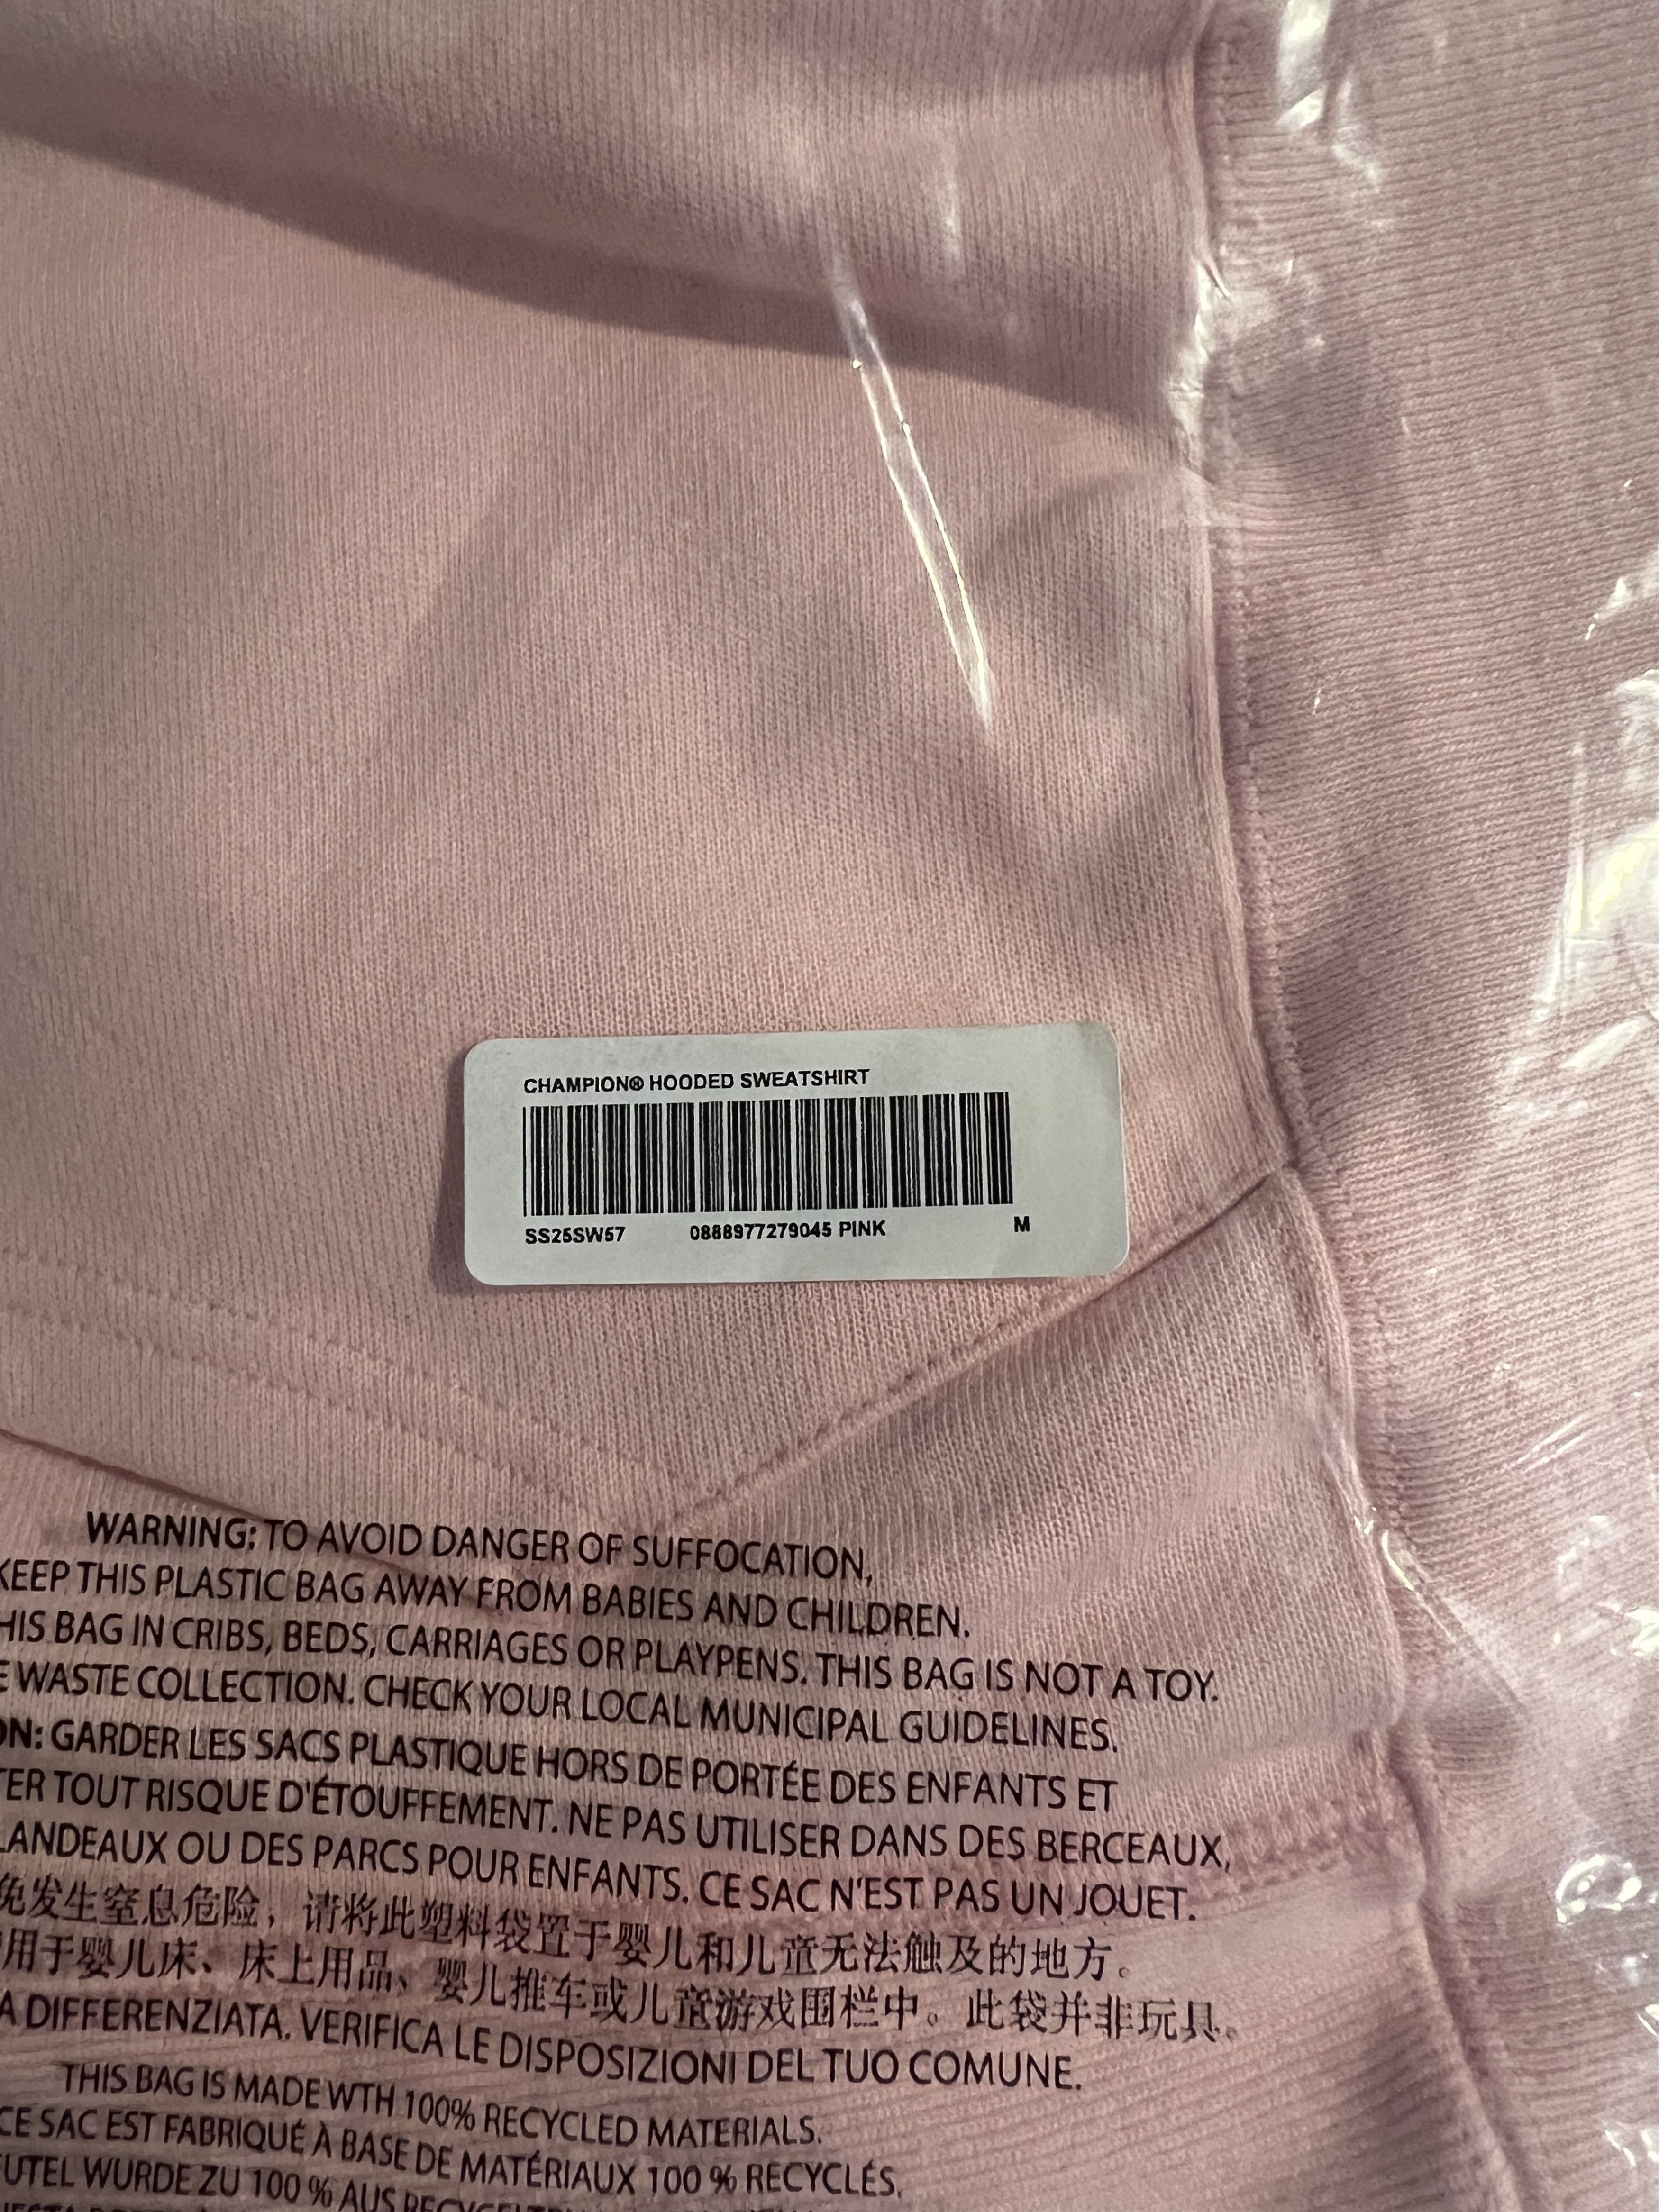 CHAMPION® HOODED SWEATSHIRT
SS25SW57 0888977279045 PINK M
WARNING: TO AVOID DANGER OF SUFFOCATION,
KEEP THIS PLASTIC BAG AWAY FROM BABIES AND CHILDREN.
HIS BAG IN CRIBS, BEDS, CARRIAGES OR PLAYPENS. THIS BAG IS NOT A TOY.
E WASTE COLLECTION. CHECK YOUR LOCAL MUNICIPAL GUIDELINES.
ON: GARDER LES SACS PLASTIQUE HORS DE PORTÉE DES ENFANTS ET
TER TOUT RISQUE D'ÉTOUFFEMENT. NE PAS UTILISER DANS DES BERCEAUX,
LANDEAUX OU DES PARCS POUR ENFANTS. CE SAC N'EST PAS UN JOUET.
免发生窒息危险，请将此塑料袋置于婴儿和儿童无法触及的地方。
用于婴儿床、床上用品、婴儿推车或儿童游戏围栏中。此袋并非玩具。
A DIFFERENZIATA. VERIFICA LE DISPOSIZIONI DEL TUO COMUNE.
THIS BAG IS MADE WTH 100% RECYCLED MATERIALS.
CE SAC EST FABRIQUÉ À BASE DE MATÉRIAUX 100 % RECYCLÉS.
EUTEL WURDE ZU 100 % AUS